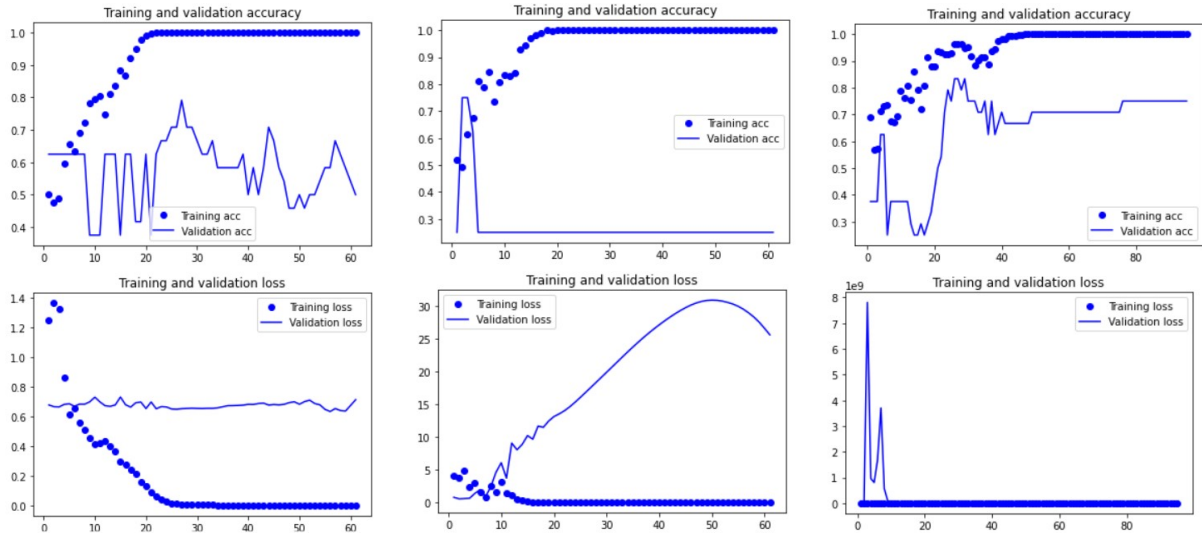 Training and validation accuracy
1.0
0.9
0.8
0.7
0.6
0.5
0.4
Training acc
Validation acc
0 10 20 30 40 50 60
Training and validation accuracy
1.0
0.9
0.8
0.7
0.6
0.5
0.4
0.3
Training acc
Validation acc
0 10 20 30 40 50 60
Training and validation accuracy
1.0
0.9
0.8
0.7
0.6
0.5
0.4
0.3
Training acc
Validation acc
0 20 40 60 80
Training and validation loss
1.4
1.2
1.0
0.8
0.6
0.4
0.2
0.0
Training loss
Validation loss
0 10 20 30 40 50 60
Training and validation loss
30
25
20
15
10
5
0
Training loss
Validation loss
0 10 20 30 40 50 60
Training and validation loss
1e9
8
7
6
5
4
3
2
1
0
Training loss
Validation loss
0 20 40 60 80